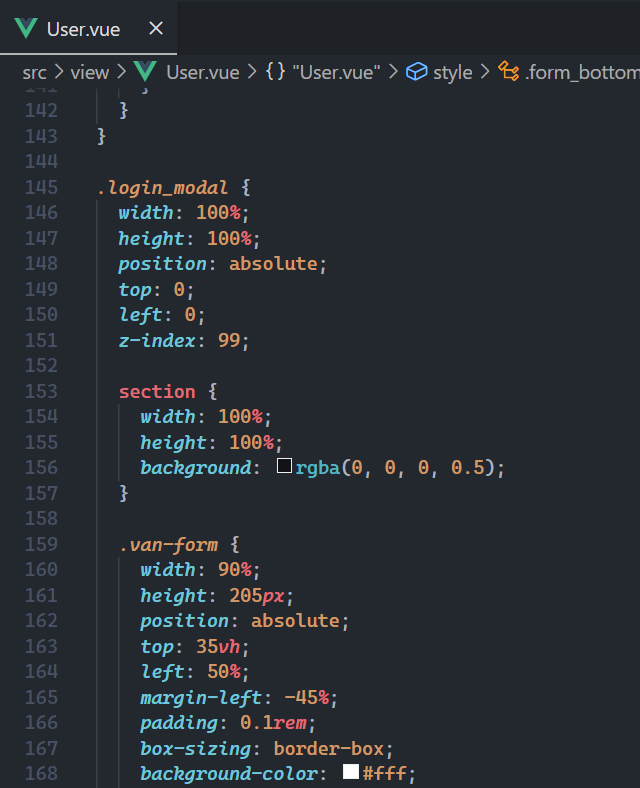 User.vue ×
src > view > User.vue > {} "User.vue" > style > .form_bottom
141 }
142 }
143 }
144
145 .login_modal {
146 width: 100%;
147 height: 100%;
148 position: absolute;
149 top: 0;
150 left: 0;
151 z-index: 99;
152
153 section {
154 width: 100%;
155 height: 100%;
156 background: rgba(0, 0, 0, 0.5);
157 }
158
159 .van-form {
160 width: 90%;
161 height: 205px;
162 position: absolute;
163 top: 35vh;
164 left: 50%;
165 margin-left: -45%;
166 padding: 0.1rem;
167 box-sizing: border-box;
168 background-color: #fff;